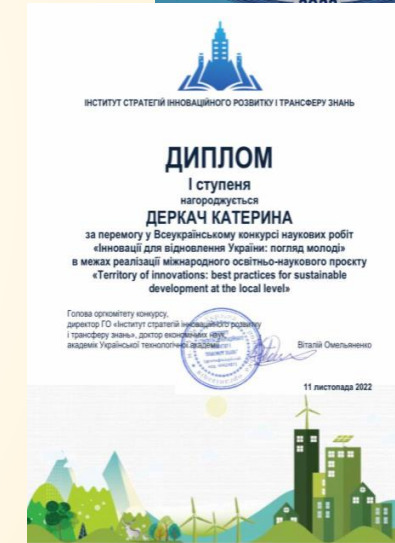 ІНСТИТУТ СТРАТЕГІЙ ІННОВАЦІЙНОГО РОЗВИТКУ І ТРАНСФЕРУ ЗНАНЬ
ДИПЛОМ
І ступеня
нагороджується
ДЕРКАЧ КАТЕРИНА
за перемогу у Всеукраїнському конкурсі наукових робіт
«Інновації для відновлення України: погляд молоді»
в межах реалізації міжнародного освітньо-наукового проєкту
«Territory of innovations: best practices for sustainable
development at the local level»
Голова оргкомітету конкурсу,
директор ГО «Інститут стратегій інноваційного розвитку
і трансферу знань», доктор економічних наук,
академік Української технологічної академії
Віталій Омельяненко
11 листопада 2022